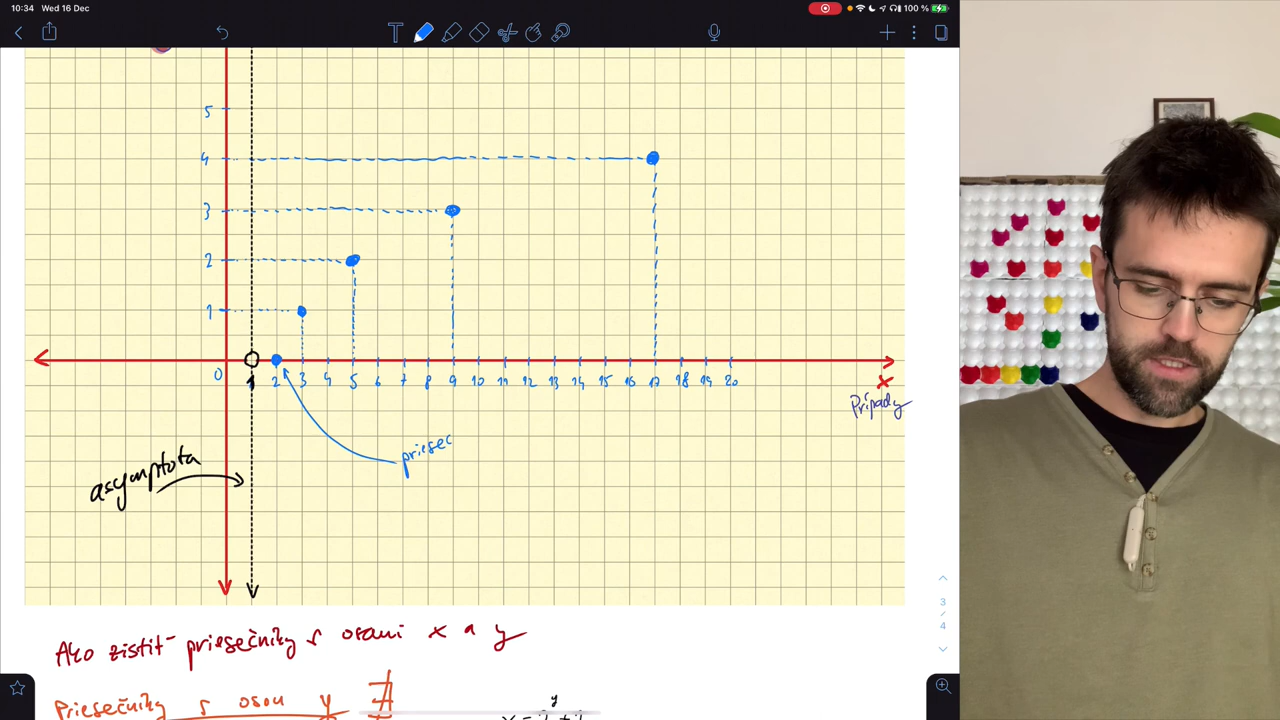 10:34 Wed 16 Dec
100 %
T
5
4
3
2
1
0 1 2 3 4 5 6 7 8 9 10 11 12 13 14 15 16 17 18 19 20
x
Prípady
priesec
asymptota
3
/
4
Ako zistiť priesečníky s osami x a y
Priesečníky s osou y ∄